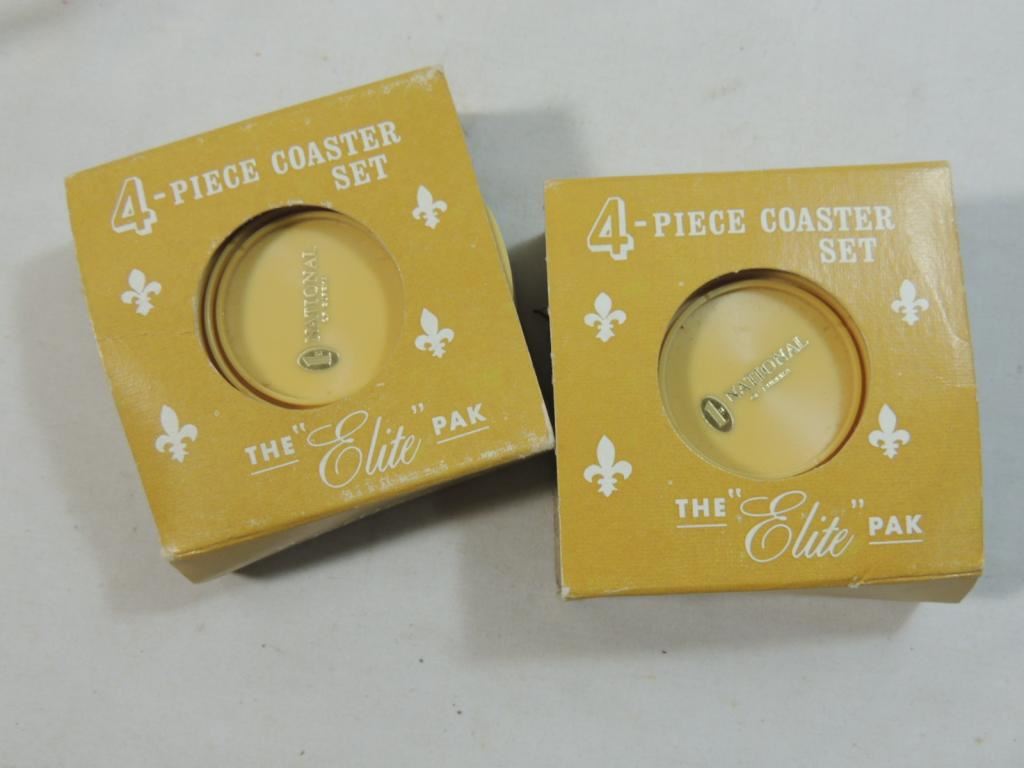 4-PIECE COASTER
SET
NATIONAL
THE "Elite" PAK
4-PIECE COASTER
SET
NATIONAL
THE "Elite" PAK